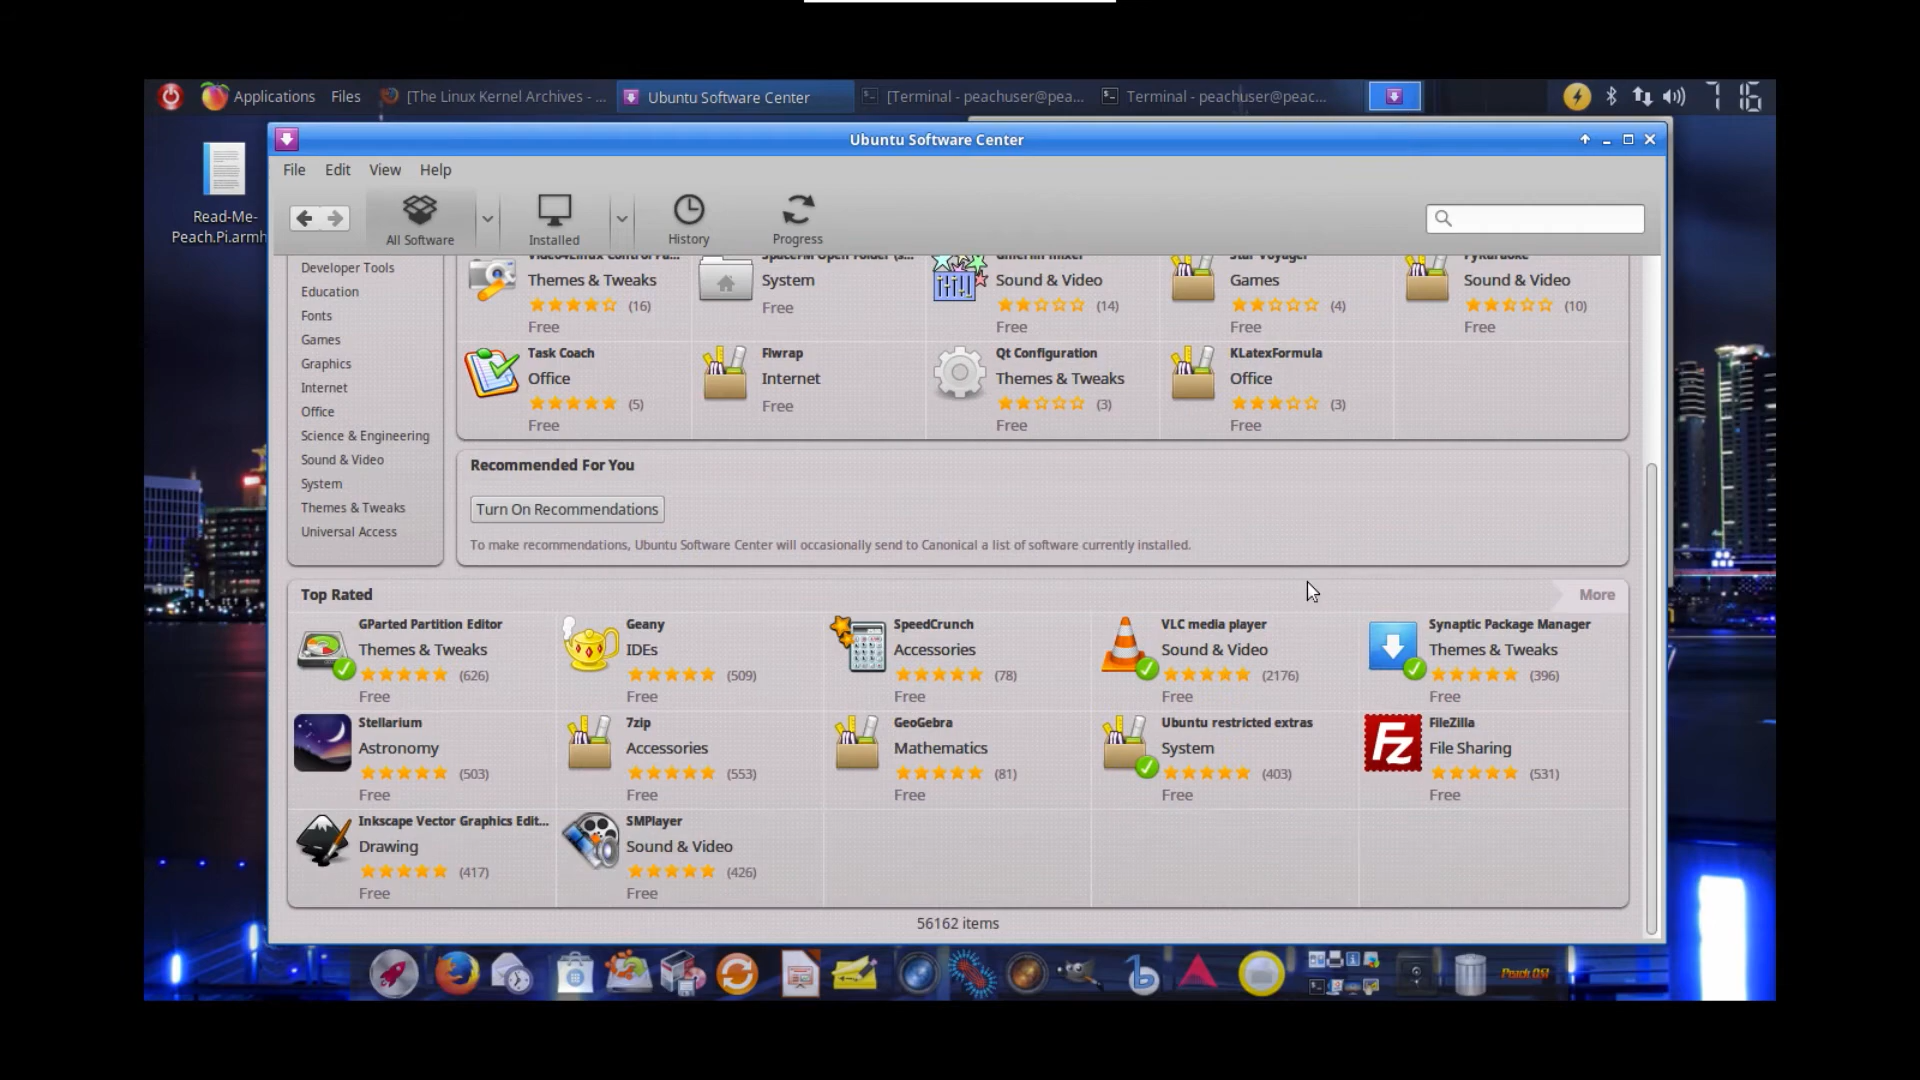 Applications Files [The Linux Kernel Archives - ... Ubuntu Software Center [Terminal - peachuser@pea... Terminal - peachuser@peac... 7 16
Ubuntu Software Center
File Edit View Help
All Software Installed History Progress
Read-Me-
Peach.Pi.armh
Developer Tools
Education
Fonts
Games
Graphics
Internet
Office
Science & Engineering
Sound & Video
System
Themes & Tweaks
Universal Access
Themes & Tweaks
(16)
Free
System
Free
Sound & Video
(14)
Free
Star Voyager
Games
(4)
Free
PyKaraoke
Sound & Video
(10)
Free
Task Coach
Office
(5)
Free
Flwrap
Internet
Free
Qt Configuration
Themes & Tweaks
(3)
Free
KLatexFormula
Office
(3)
Free
Recommended For You
Turn On Recommendations
To make recommendations, Ubuntu Software Center will occasionally send to Canonical a list of software currently installed.
Top Rated
More
GParted Partition Editor
Themes & Tweaks
(626)
Free
Geany
IDEs
(509)
Free
SpeedCrunch
Accessories
(78)
Free
VLC media player
Sound & Video
(2176)
Free
Synaptic Package Manager
Themes & Tweaks
(396)
Free
Stellarium
Astronomy
(503)
Free
7zip
Accessories
(553)
Free
GeoGebra
Mathematics
(81)
Free
Ubuntu restricted extras
System
(403)
Free
FileZilla
File Sharing
(531)
Free
Inkscape Vector Graphics Edit...
Drawing
(417)
Free
SMPlayer
Sound & Video
(426)
Free
56162 items
Peach OSI